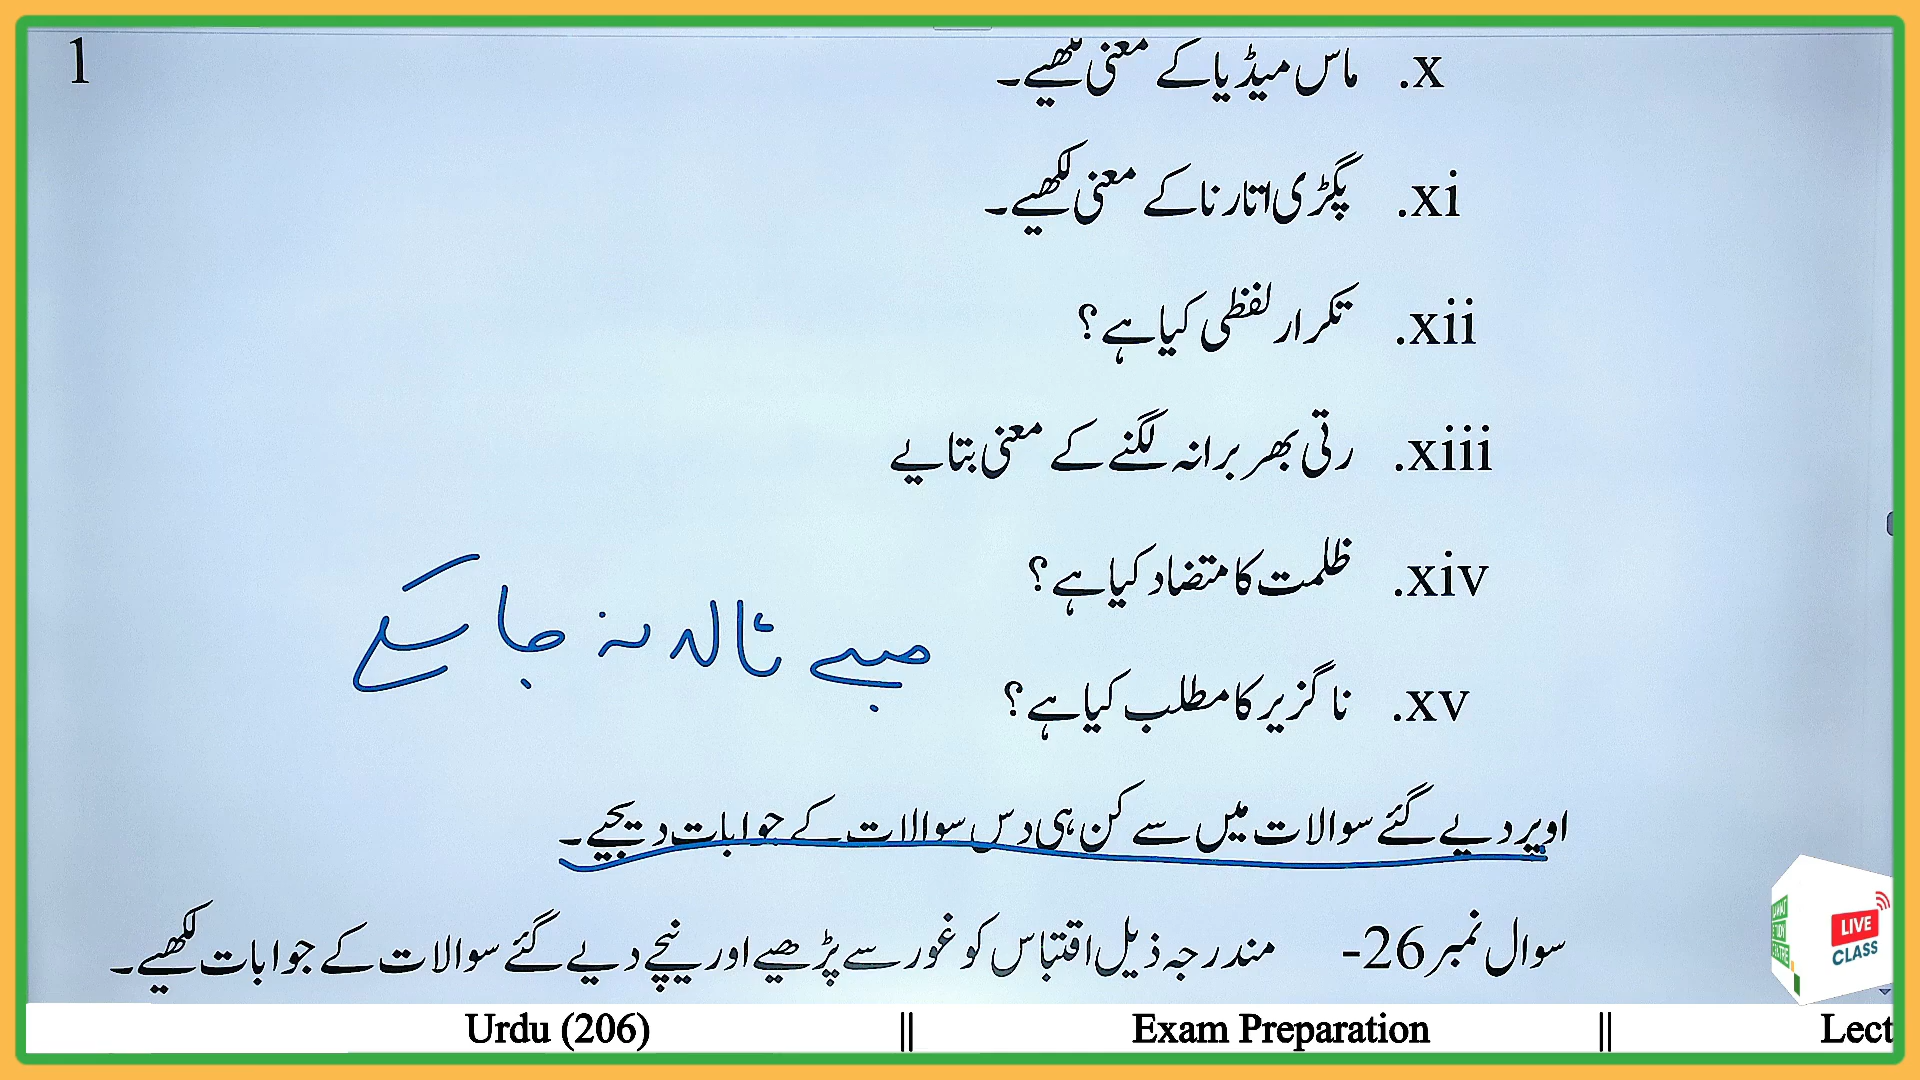 1
.x ماس میڈیا کے معنی لکھیے۔
.xi پگڑی اتارنا کے معنی لکھیے۔
.xii تکرار لفظی کیا ہے؟
.xiii رتی بھر برا نہ لگنے کے معنی بتایے
.xiv ظلمت کا متضاد کیا ہے؟
جسے ٹالہ نہ جا سکے
.xv ناگزیر کا مطلب کیا ہے؟
اوپر دیے گئے سوالات میں سے کن ہی دس سوالات کے جوابات دیجیے۔
سوال نمبر 26- مندرجہ ذیل اقتباس کو غور سے پڑھیے اور نیچے دیے گئے سوالات کے جوابات لکھیے۔
LIVE
CLASS
Urdu (206) || Exam Preparation || Lect